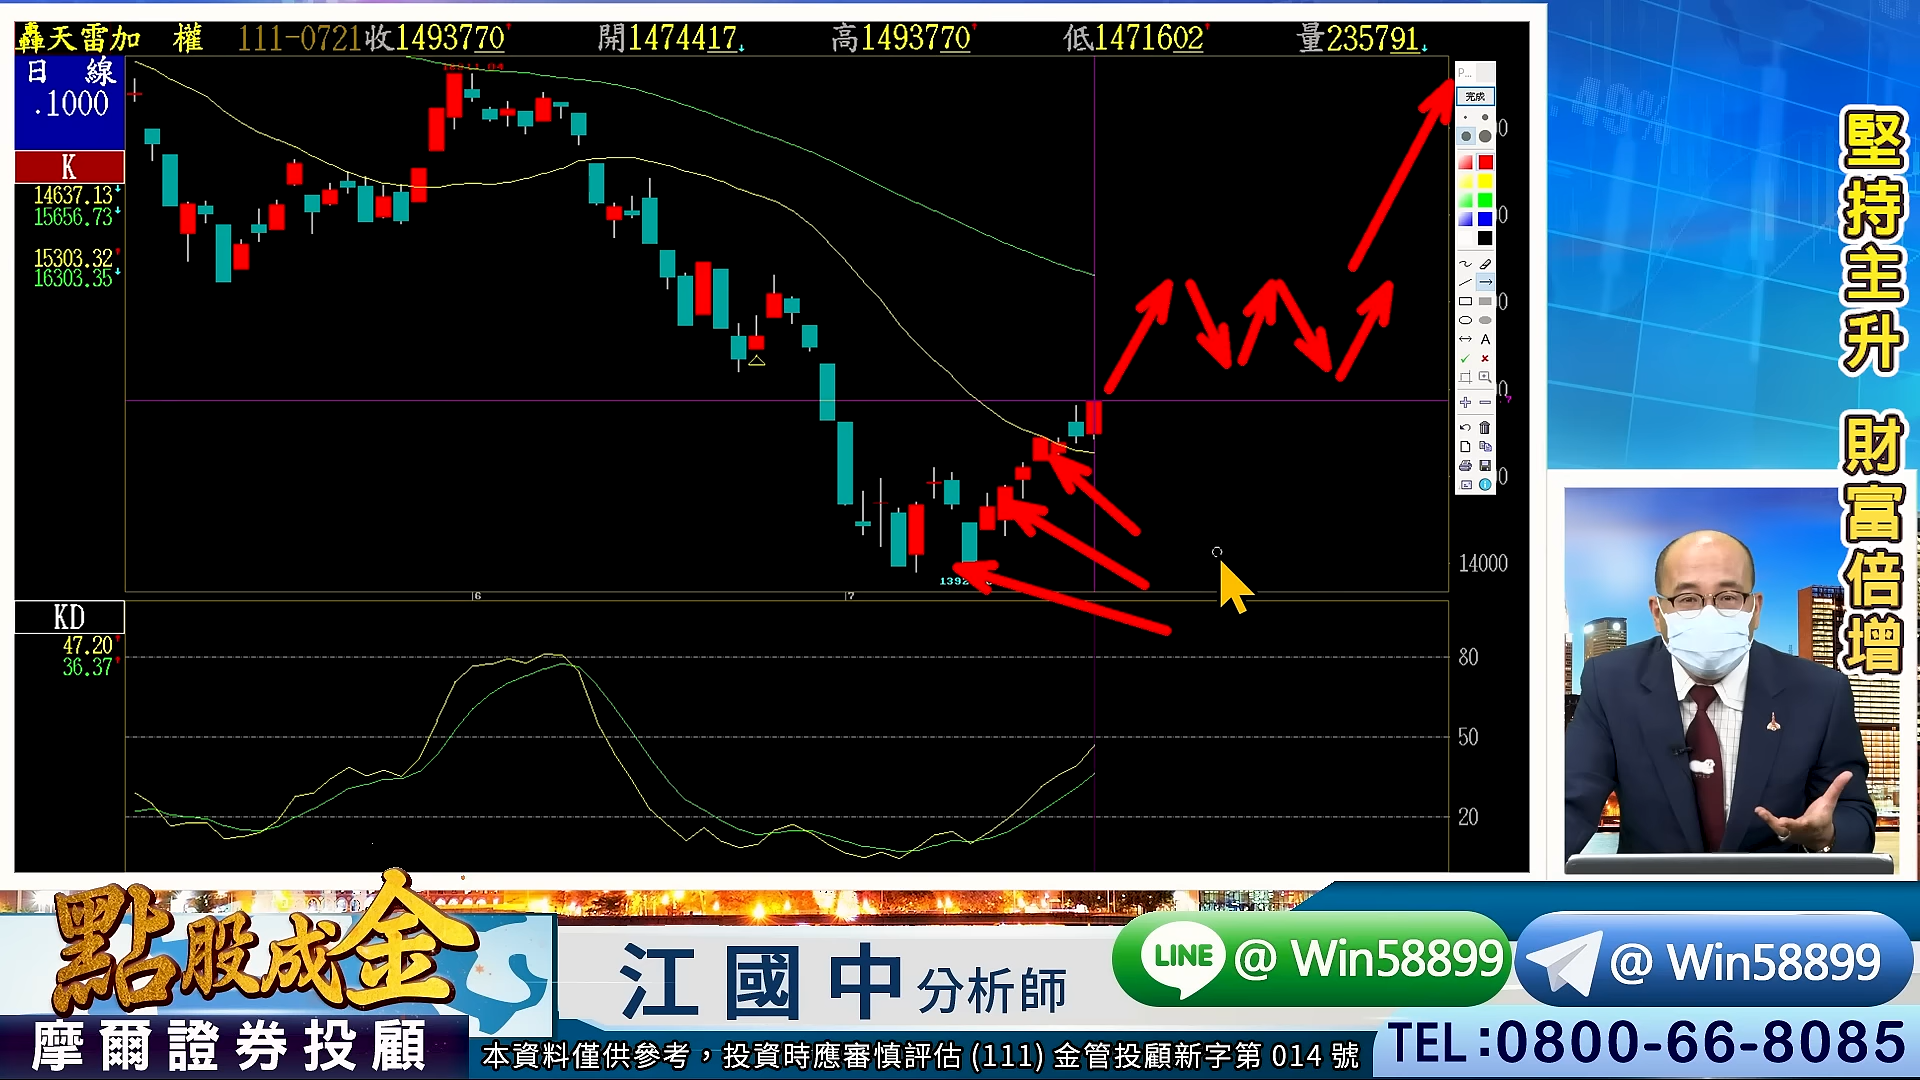 轟天雷加 權 111-0721收1493770 開1474417 高1493770 低1471602 量235791
日 線
.1000
K
14637.13
15656.73
15303.32
16303.35
14000
6
7
KD
47.20
36.37
80
50
20
完成
A
堅持主升 財富倍增
點股成金
摩爾證券投顧
江國中 分析師
LINE @ Win58899
@ Win58899
TEL:0800-66-8085
本資料僅供參考，投資時應審慎評估 (111) 金管投顧新字第 014 號